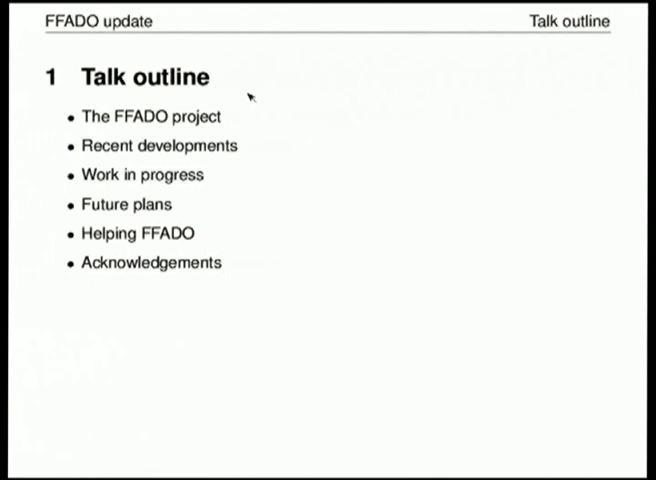 FFADO update Talk outline
1 Talk outline
• The FFADO project
• Recent developments
• Work in progress
• Future plans
• Helping FFADO
• Acknowledgements